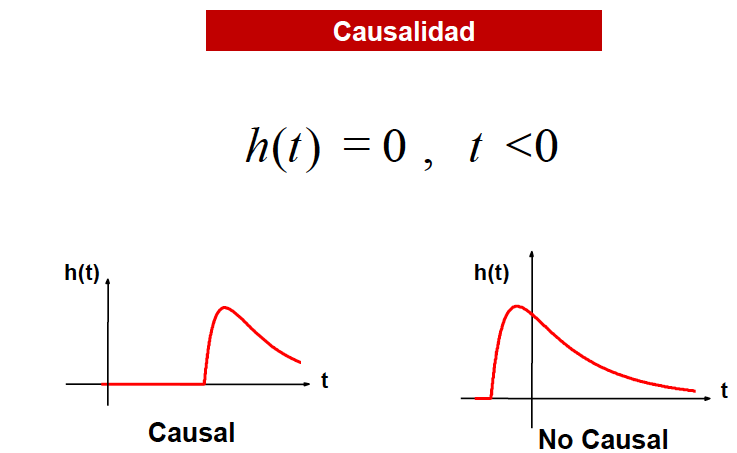 Causalidad
h(t) = 0 , t <0
h(t)
t
Causal
h(t)
t
No Causal